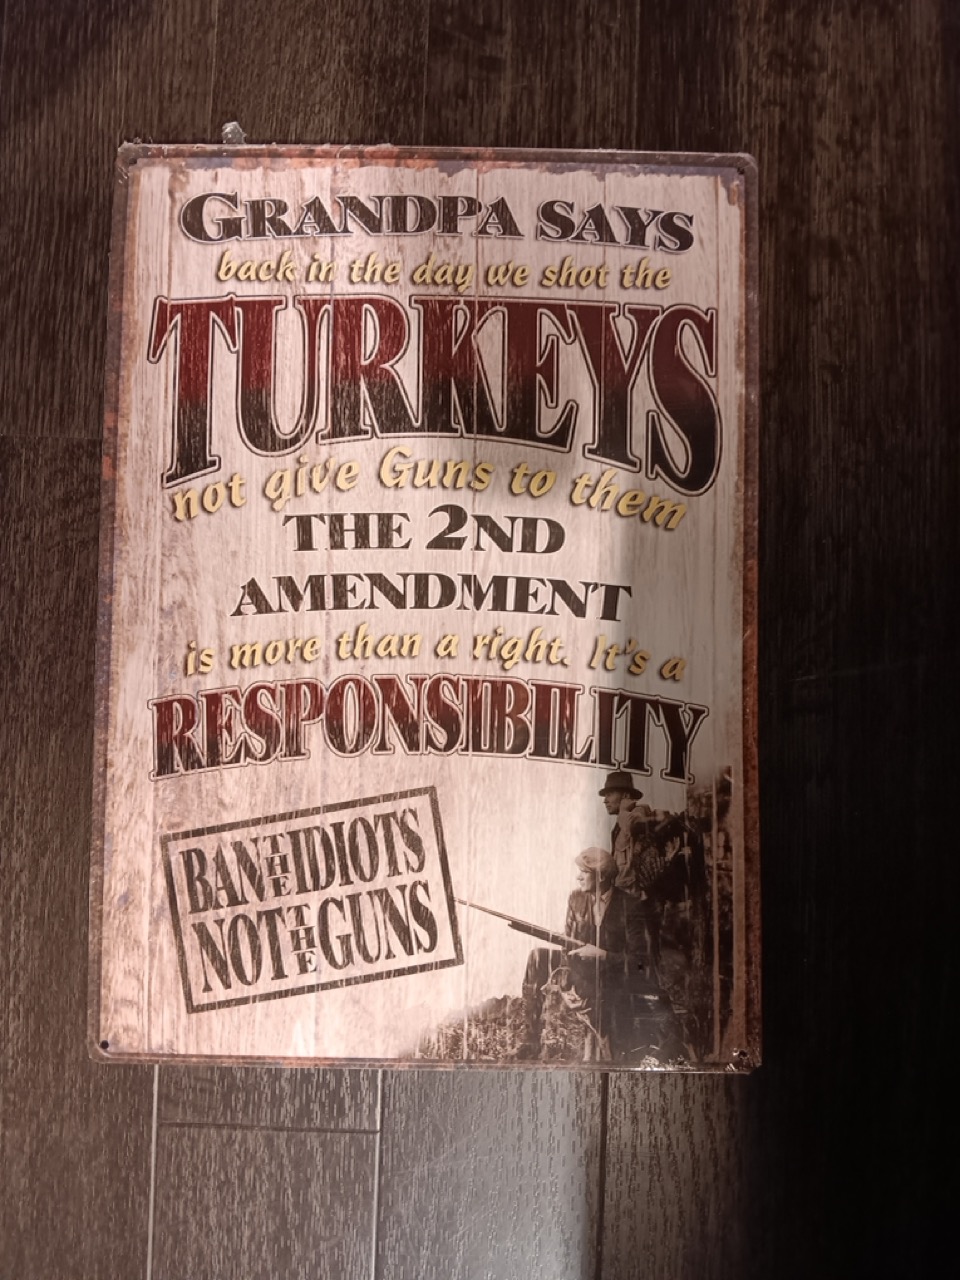 GRANDPA SAYS
back in the day we shot the
TURKEYS
not give Guns to them
THE 2ND
AMENDMENT
is more than a right. It's a
RESPONSIBILITY
BAN THE IDIOTS
NOT THE GUNS